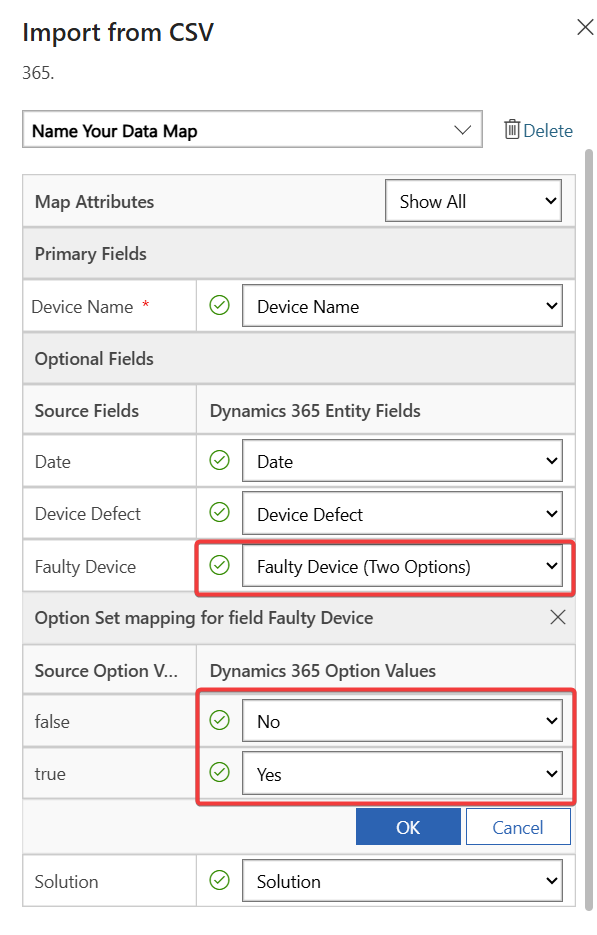 Import from CSV
365.
Name Your Data Map
Delete
Map Attributes
Show All
Primary Fields
Device Name *
Device Name
Optional Fields
Source Fields
Dynamics 365 Entity Fields
Date
Date
Device Defect
Device Defect
Faulty Device
Faulty Device (Two Options)
Option Set mapping for field Faulty Device
Source Option V...
Dynamics 365 Option Values
false
No
true
Yes
OK
Cancel
Solution
Solution